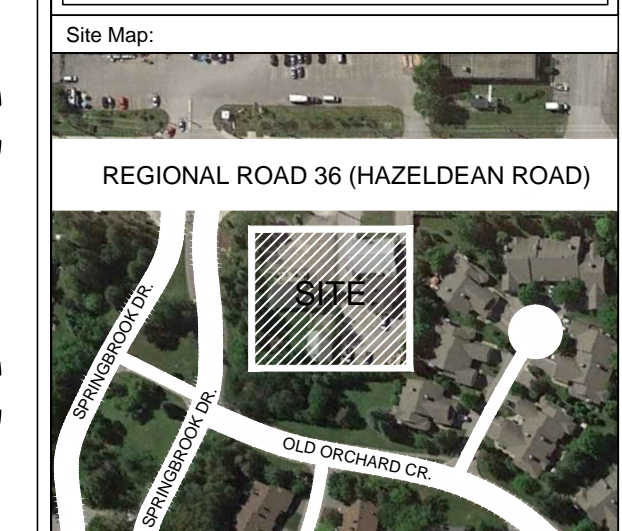 Site Map:
REGIONAL ROAD 36 (HAZELDEAN ROAD)
SITE
SPRINGBROOK DR.
SPRINGBROOK DR.
OLD ORCHARD CR.